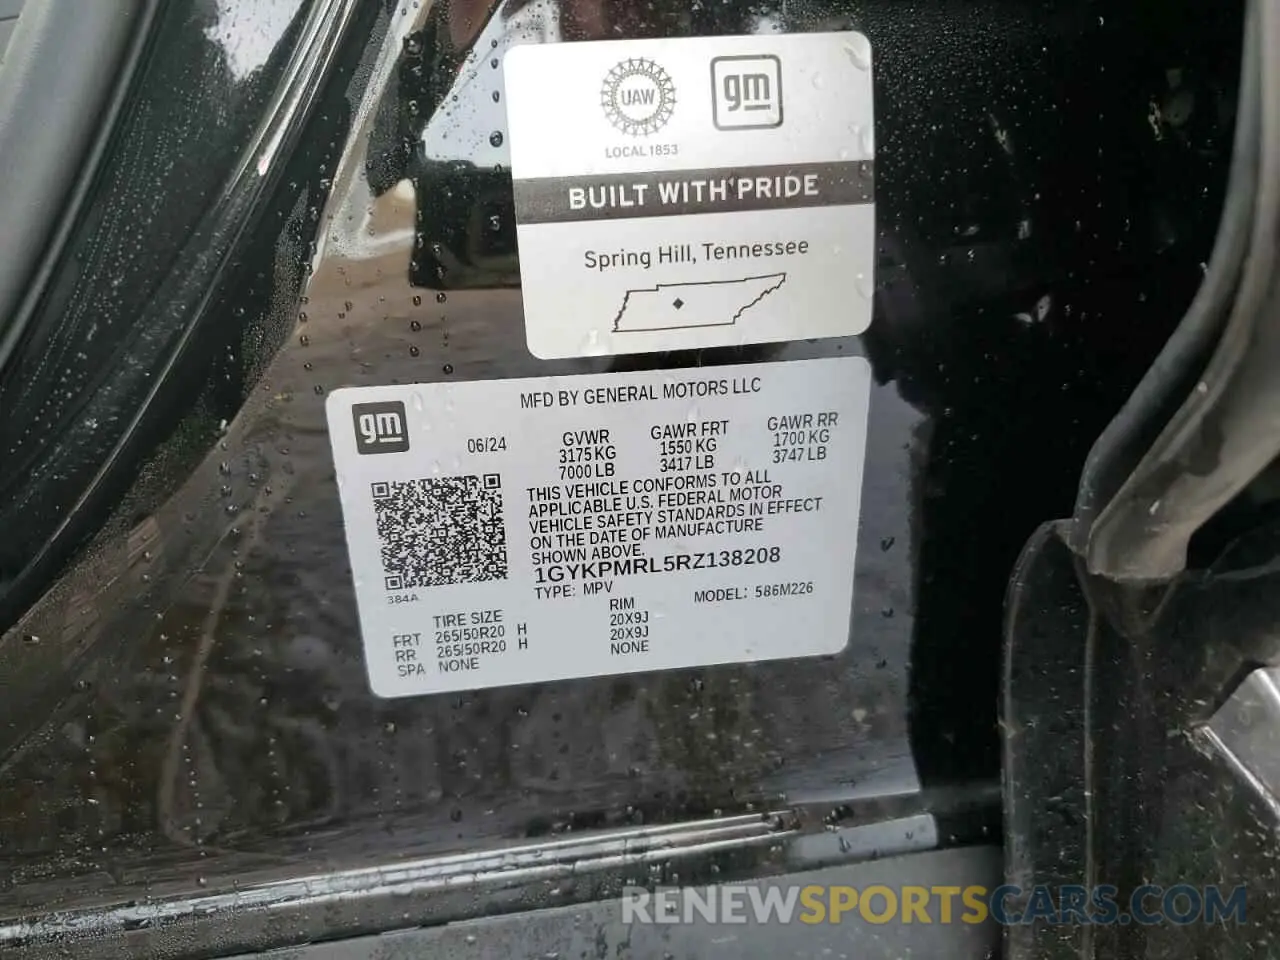 UAW
gm
LOCAL 1853
BUILT WITH PRIDE
Spring Hill, Tennessee
gm
MFD BY GENERAL MOTORS LLC
06/24
GVWR
3175 KG
7000 LB
GAWR FRT
1550 KG
3417 LB
GAWR RR
1700 KG
3747 LB
THIS VEHICLE CONFORMS TO ALL
APPLICABLE U.S. FEDERAL MOTOR
VEHICLE SAFETY STANDARDS IN EFFECT
ON THE DATE OF MANUFACTURE
SHOWN ABOVE.
1GYKPMRL5RZ138208
TYPE: MPV
MODEL: 586M226
384A
TIRE SIZE
RIM
FRT 265/50R20 H 20X9J
RR 265/50R20 H 20X9J
SPA NONE NONE
RENEWSPORTSCARS.COM